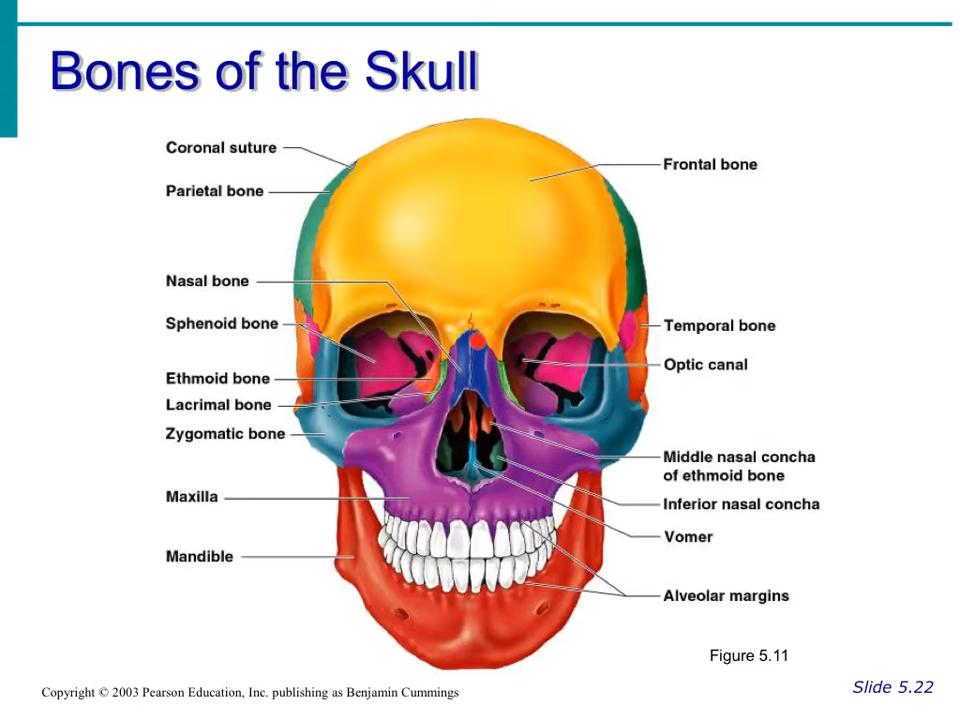 Bones of the Skull
Coronal suture
Parietal bone
Nasal bone
Sphenoid bone
Ethmoid bone
Lacrimal bone
Zygomatic bone
Maxilla
Mandible
Frontal bone
Temporal bone
Optic canal
Middle nasal concha
of ethmoid bone
Inferior nasal concha
Vomer
Alveolar margins
Figure 5.11
Copyright © 2003 Pearson Education, Inc. publishing as Benjamin Cummings
Slide 5.22